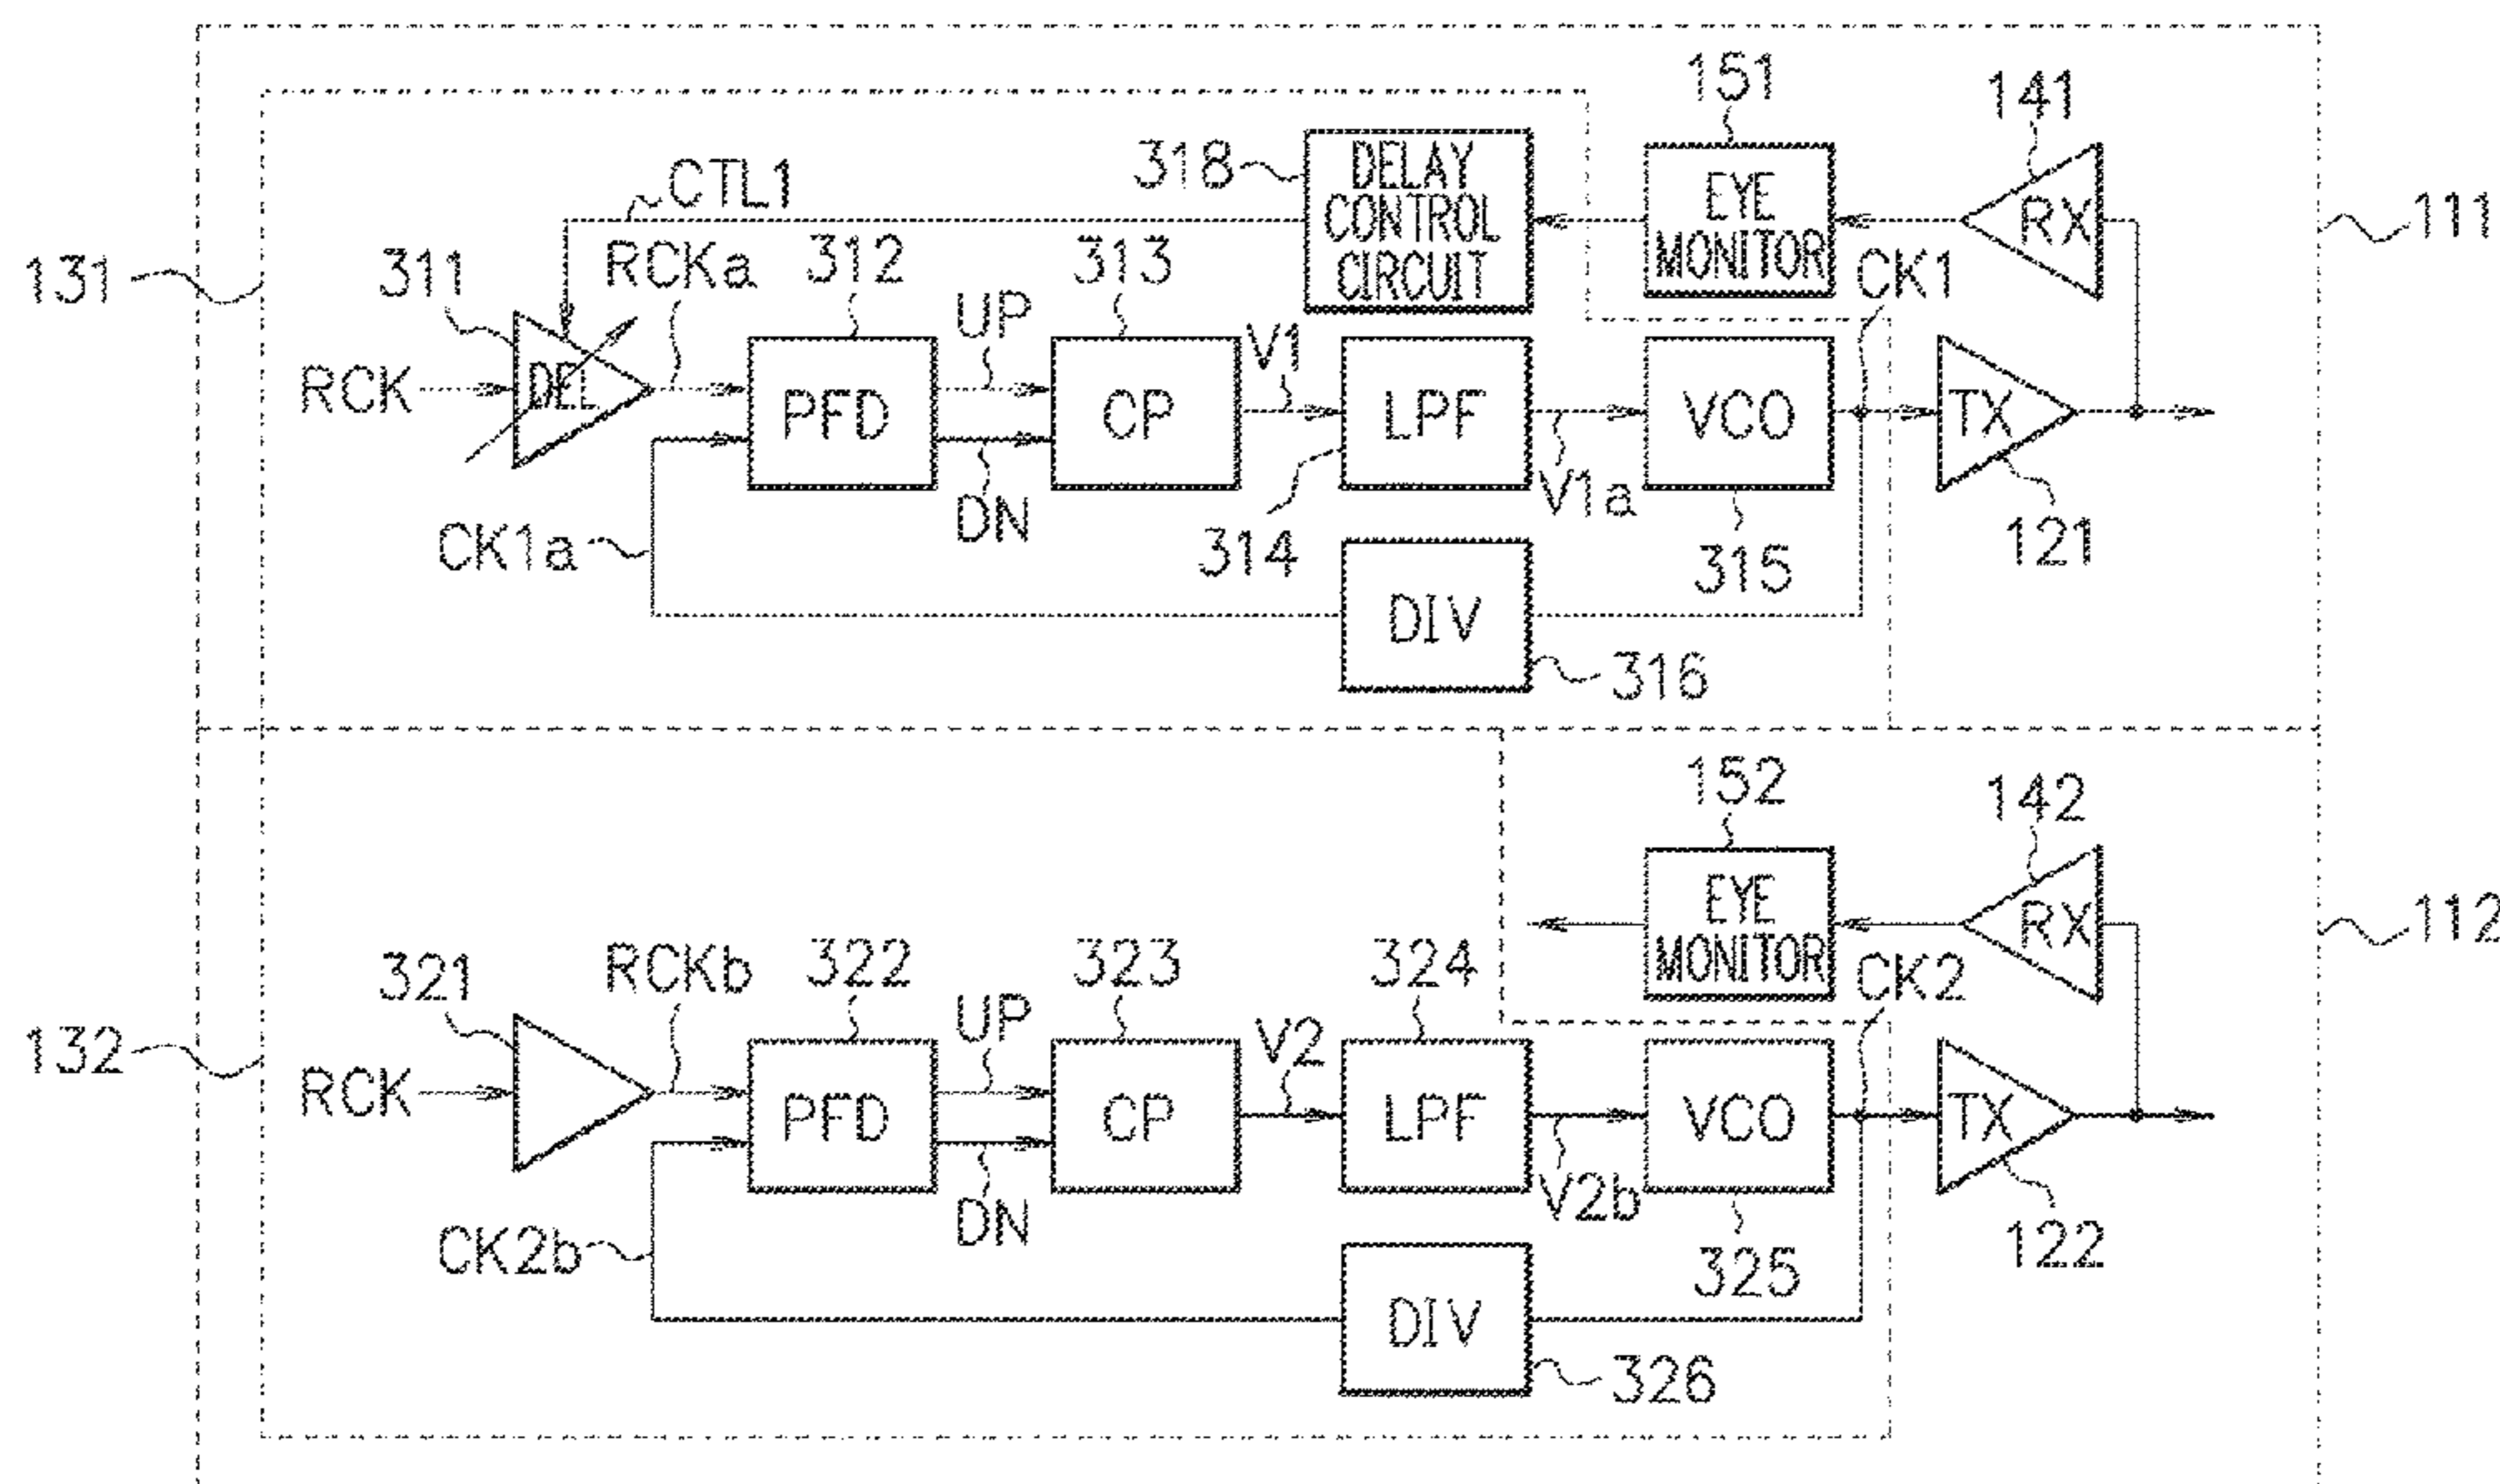 151
141
318
DELAY
CONTROL
CIRCUIT
EYE
MONITOR
RX
111
CTL1
131
311
RCKa
312
UP
313
V1
CK1
RCK
DEL
PFD
CP
LPF
VCO
TX
CK1a
DN
314
V1a
315
121
DIV
316
152
142
EYE
MONITOR
RX
112
321
RCKb
322
UP
323
V2
324
CK2
132
RCK
PFD
CP
LPF
VCO
TX
CK2b
DN
V2b
325
122
DIV
326